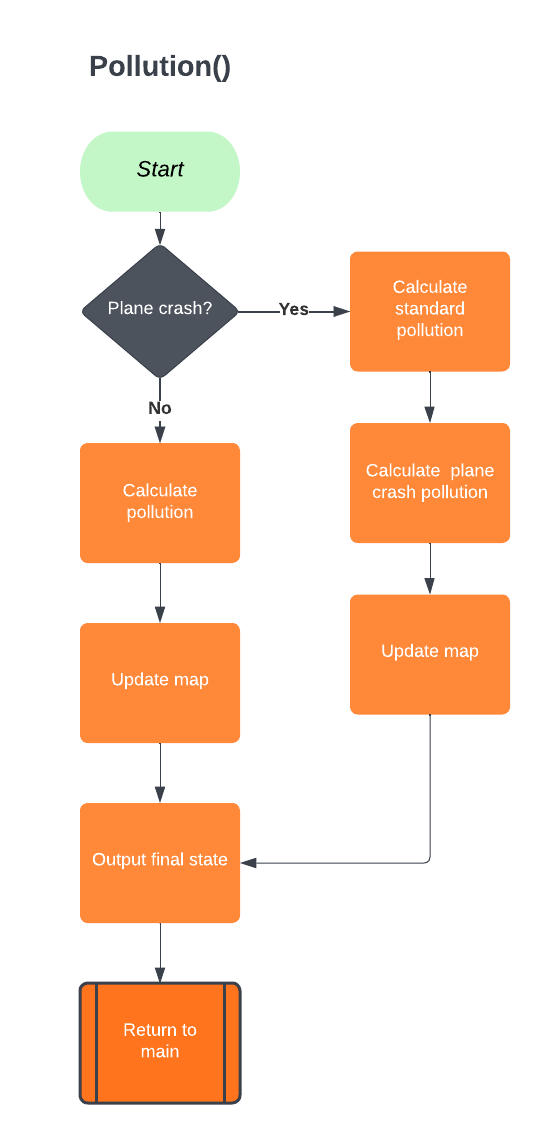 Pollution()
Start
Plane crash?
Yes
No
Calculate
standard
pollution
Calculate  plane
crash pollution
Update map
Calculate
pollution
Update map
Output final state
Return to
main